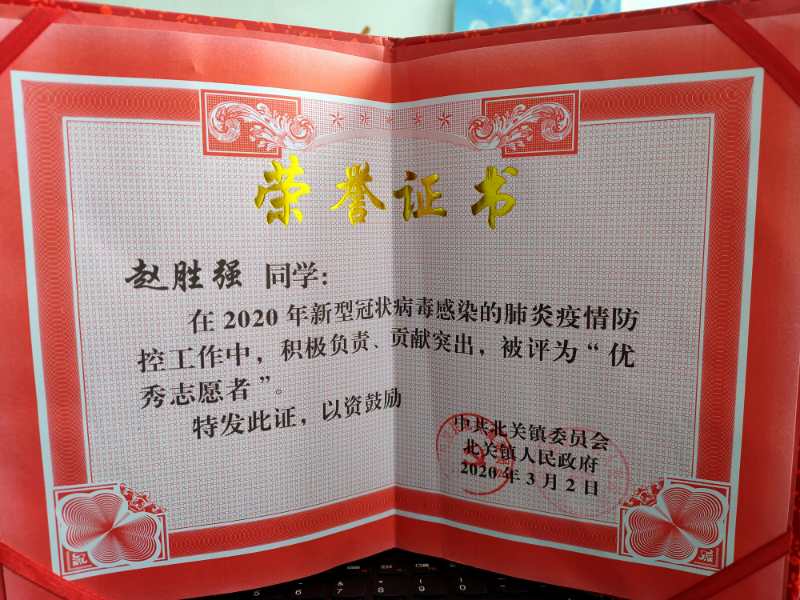 荣誉证书
赵胜强 同学：
在 2020 年新型冠状病毒感染的肺炎疫情防
控工作中，积极负责、贡献突出，被评为“优
秀志愿者”。
特发此证，以资鼓励
中共北关镇委员会
北关镇人民政府
2020 年 3 月 2 日